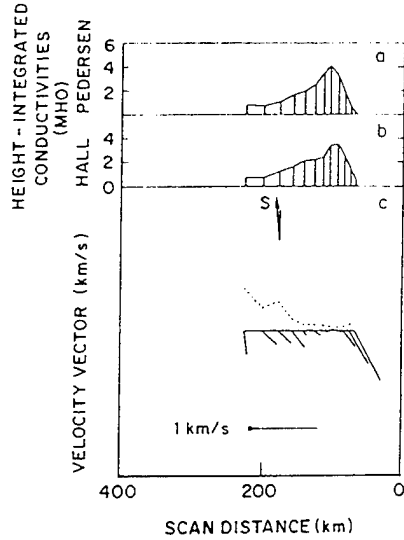 HEIGHT-INTEGRATED
CONDUCTIVITIES
(MHO)
HALL PEDERSEN
6
4
2
a
4
2
0
b
S
c
VELOCITY VECTOR (km/s)
1 km/s
400 200 0
SCAN DISTANCE (km)